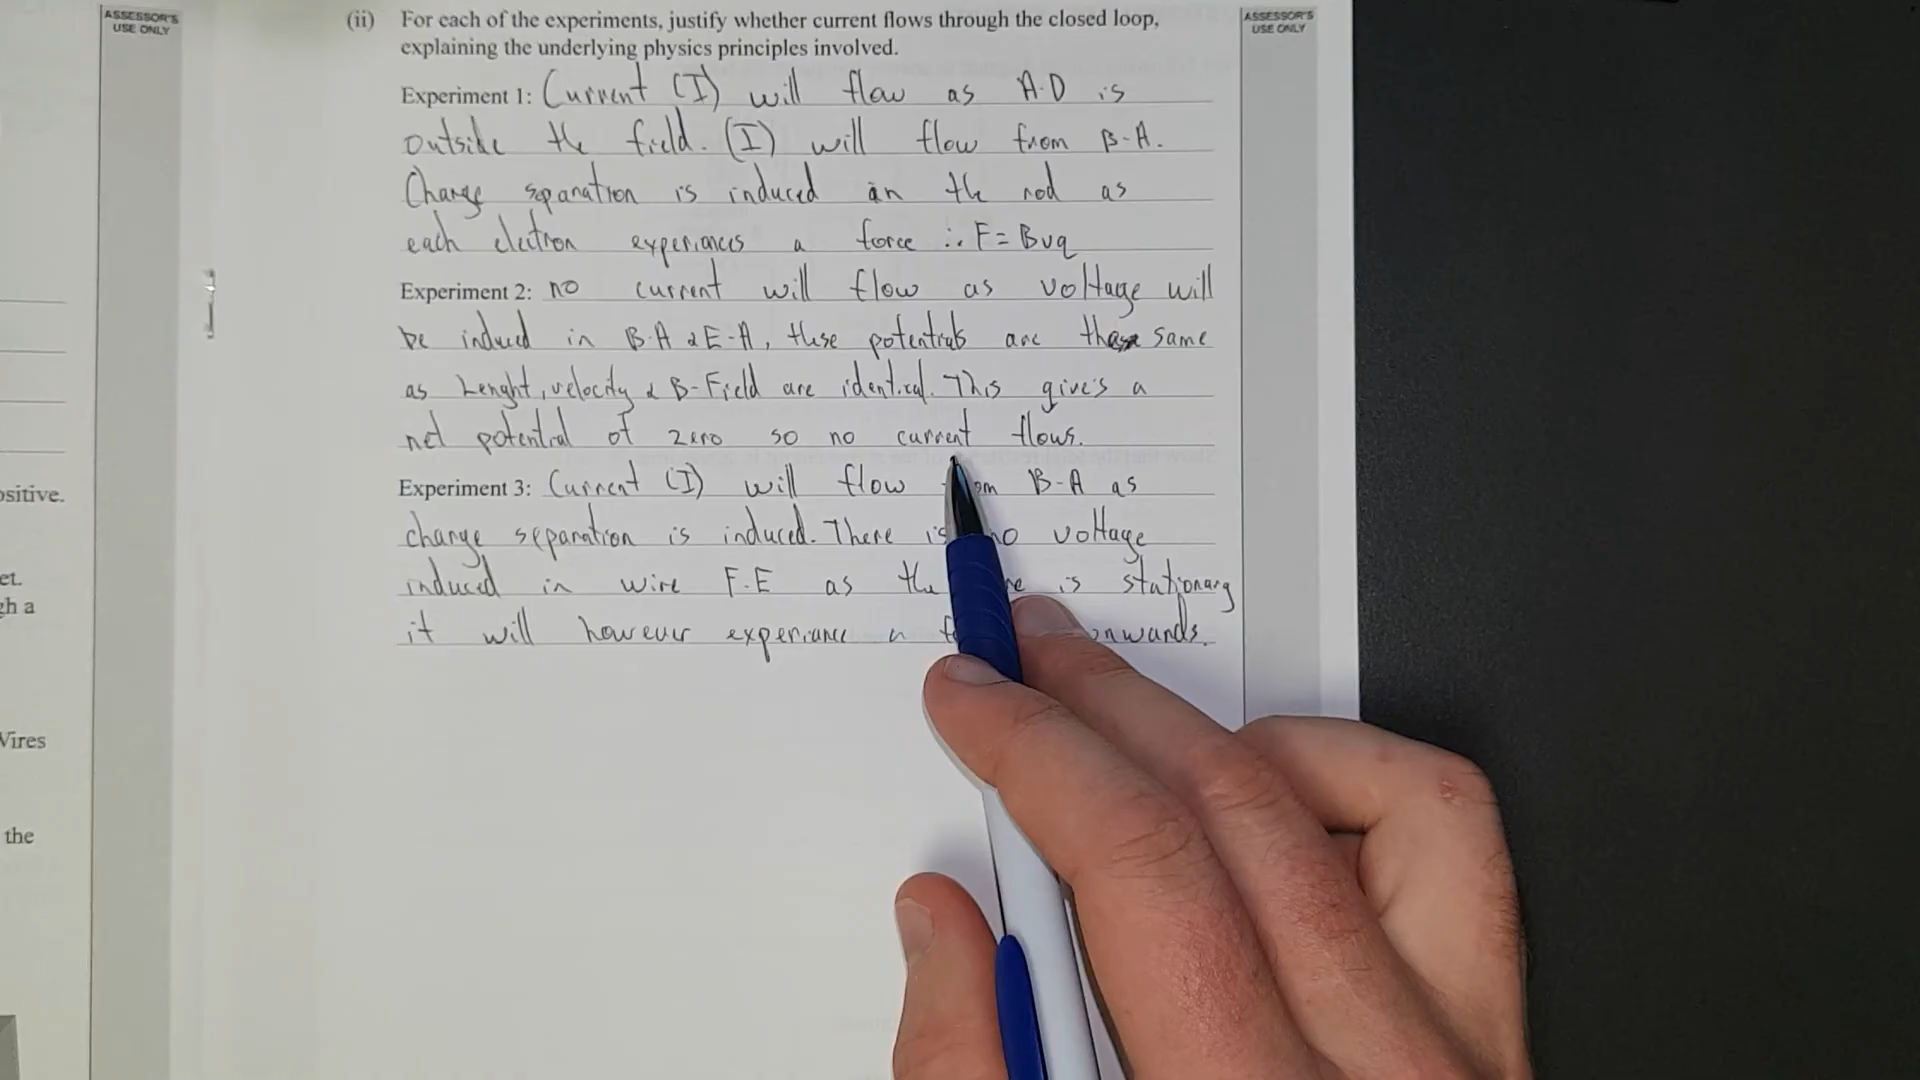 ASSESSOR'S
USE ONLY
(ii) For each of the experiments, justify whether current flows through the closed loop,
explaining the underlying physics principles involved.
ASSESSOR'S
USE ONLY
Experiment 1: Current (I) will flow as A-D is
outside the field. (I) will flow from B-A.
Charge separation is induced in the rod as
each electron experiances a force ∴ F = Bvq
Experiment 2: no current will flow as voltage will
be induced in B-A & E-A, these potentials are the same
as Lenght, velocity & B-Field are identical. This give's a
net potential of zero so no current flows.
Experiment 3: Current (I) will flow B-A as
charge separation is induced. There is no voltage
induced in wire F-E as the is stationary
it will however experiance a
ositive.
et.
gh a
Wires
the